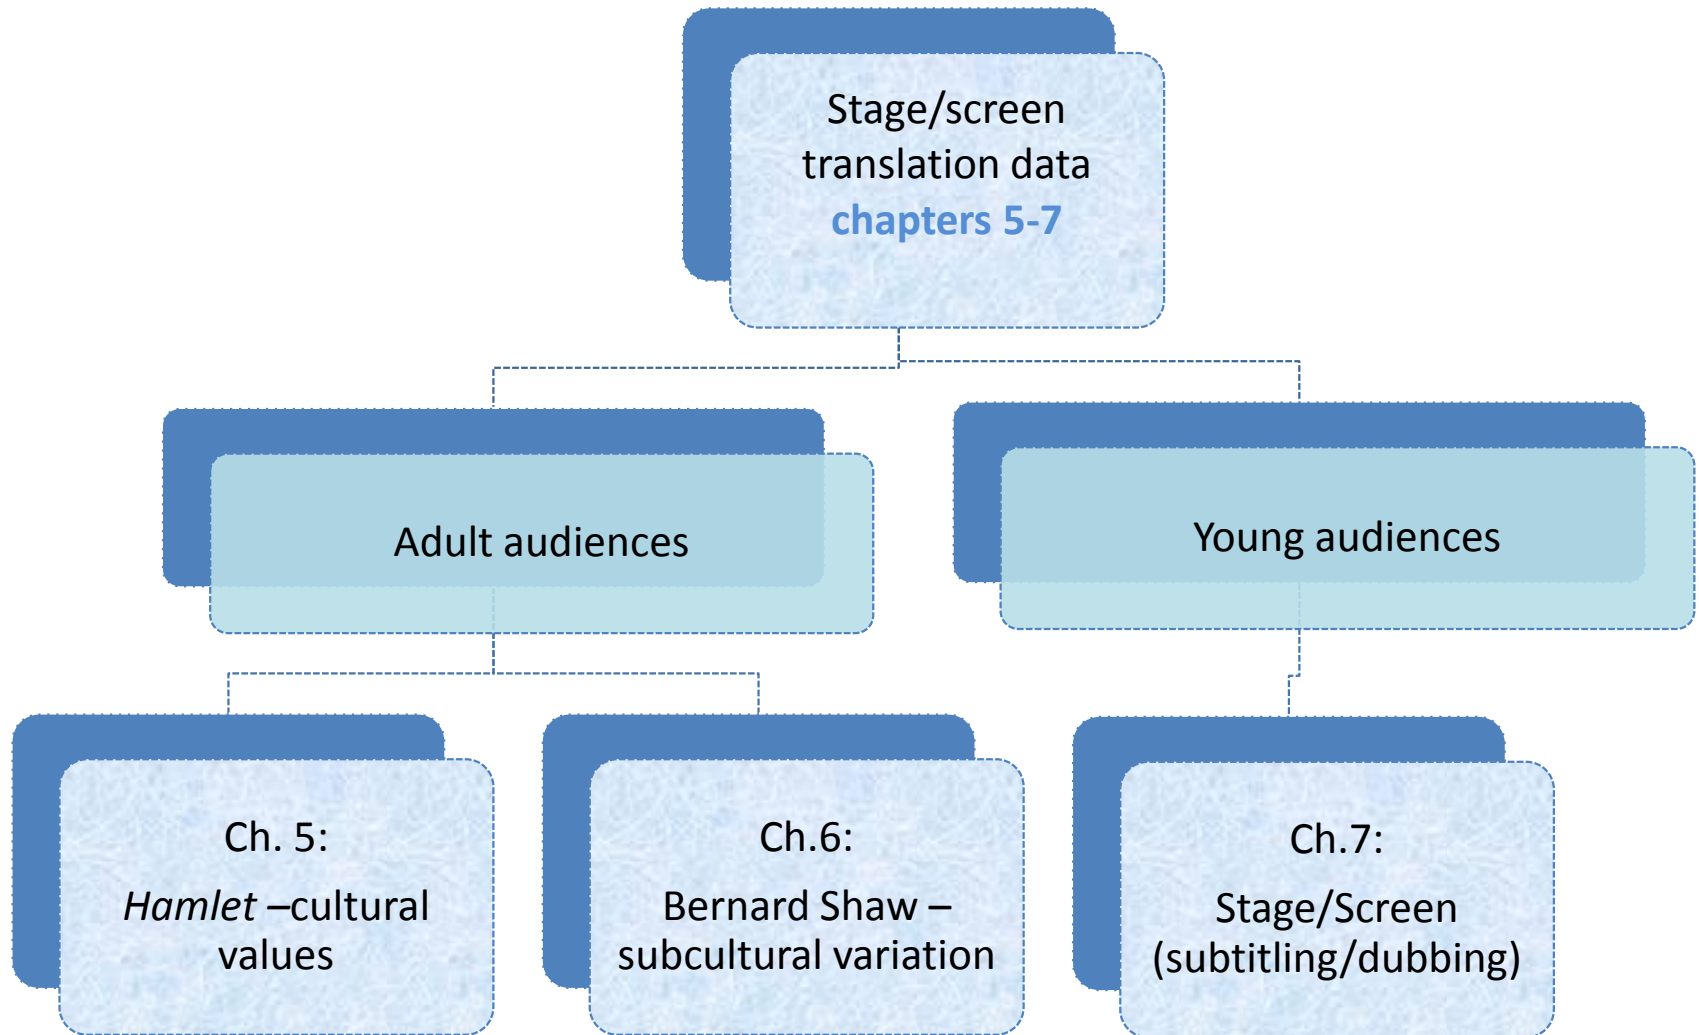 Stage/screen
translation data
chapters 5-7
Adult audiences
Young audiences
Ch. 5:
Hamlet –cultural
values
Ch.6:
Bernard Shaw –
subcultural variation
Ch.7:
Stage/Screen
(subtitling/dubbing)